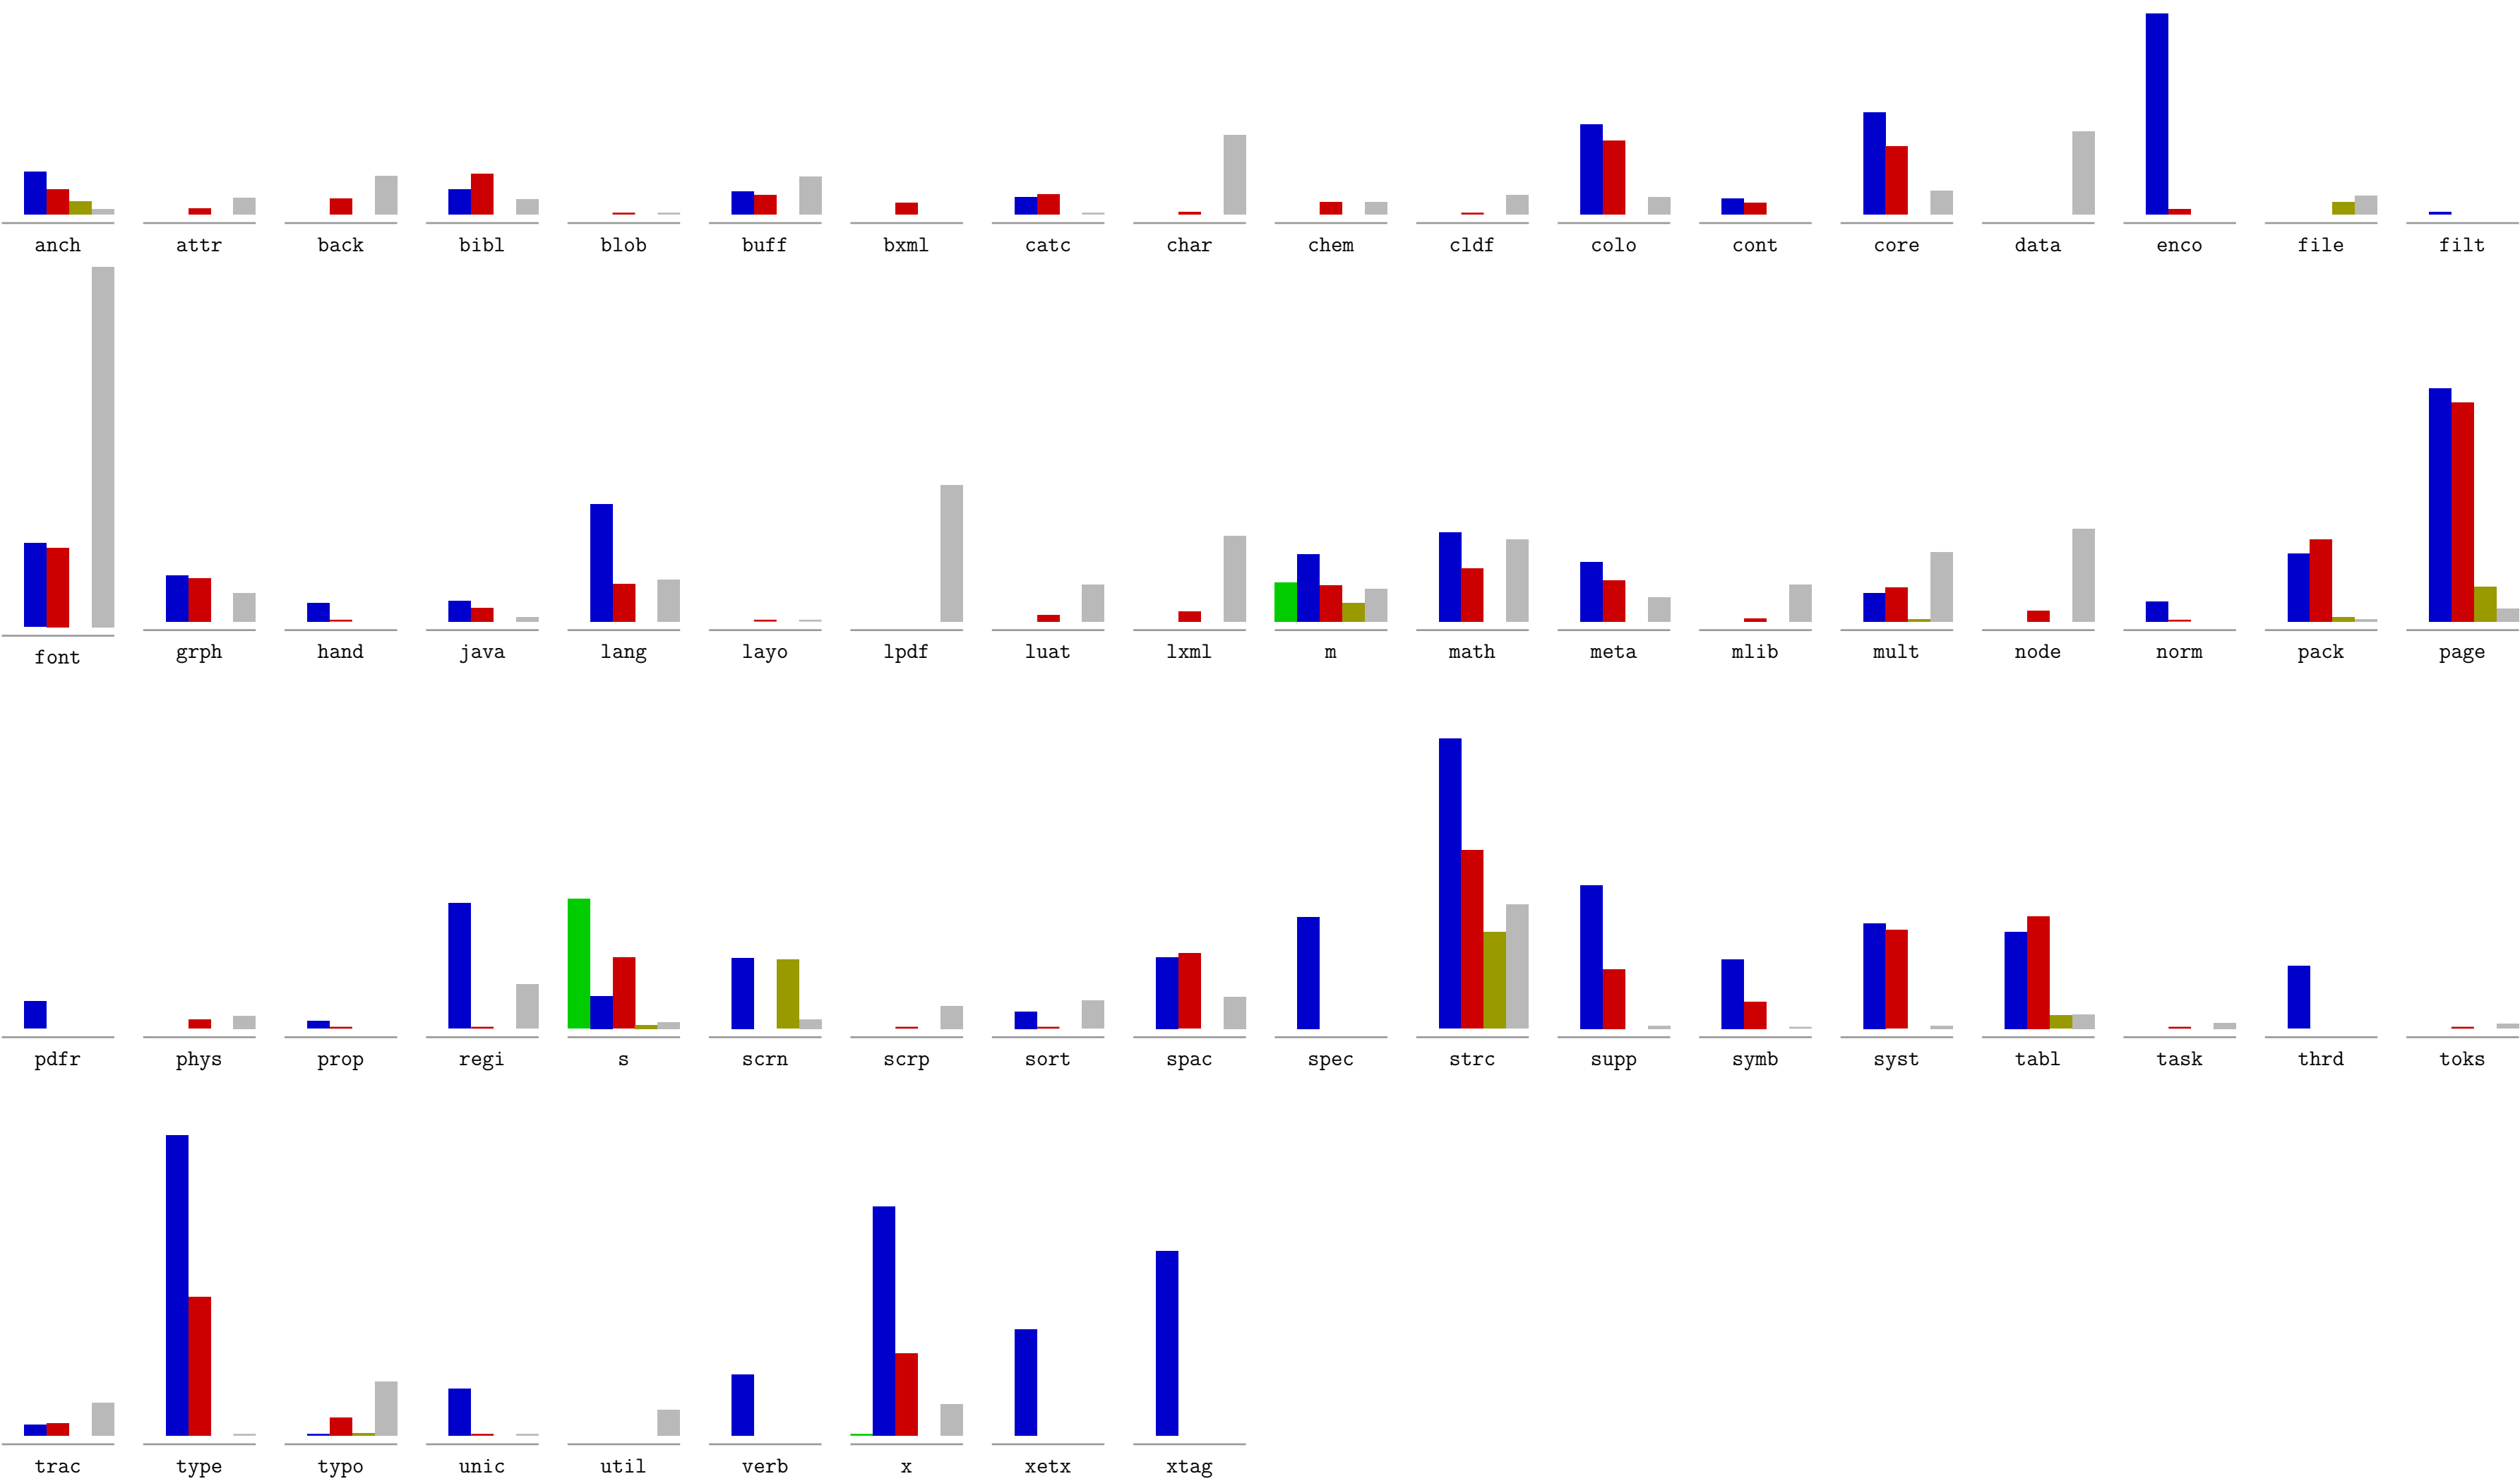 anch attr back bibl blob buff bxml catc char chem cldf colo cont core data enco file filt
font grph hand java lang layo lpdf luat lxml m math meta mlib mult node norm pack page
pdfr phys prop regi s scrn scrp sort spac spec strc supp symb syst tabl task thrd toks
trac type typo unic util verb x xetx xtag